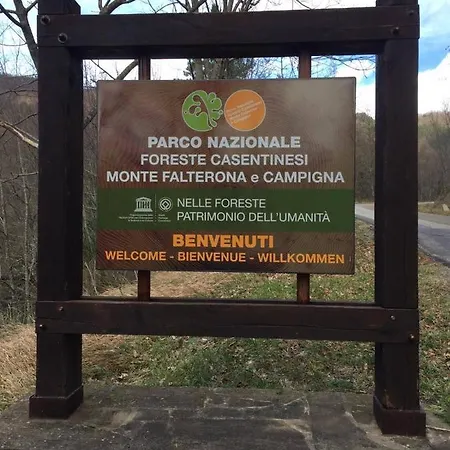 PARCO NAZIONALE
FORESTE CASENTINESI
MONTE FALTERONA e CAMPIGNA
NELLE FORESTE
PATRIMONIO DELL'UMANITÀ
BENVENUTI
WELCOME - BIENVENUE - WILLKOMMEN